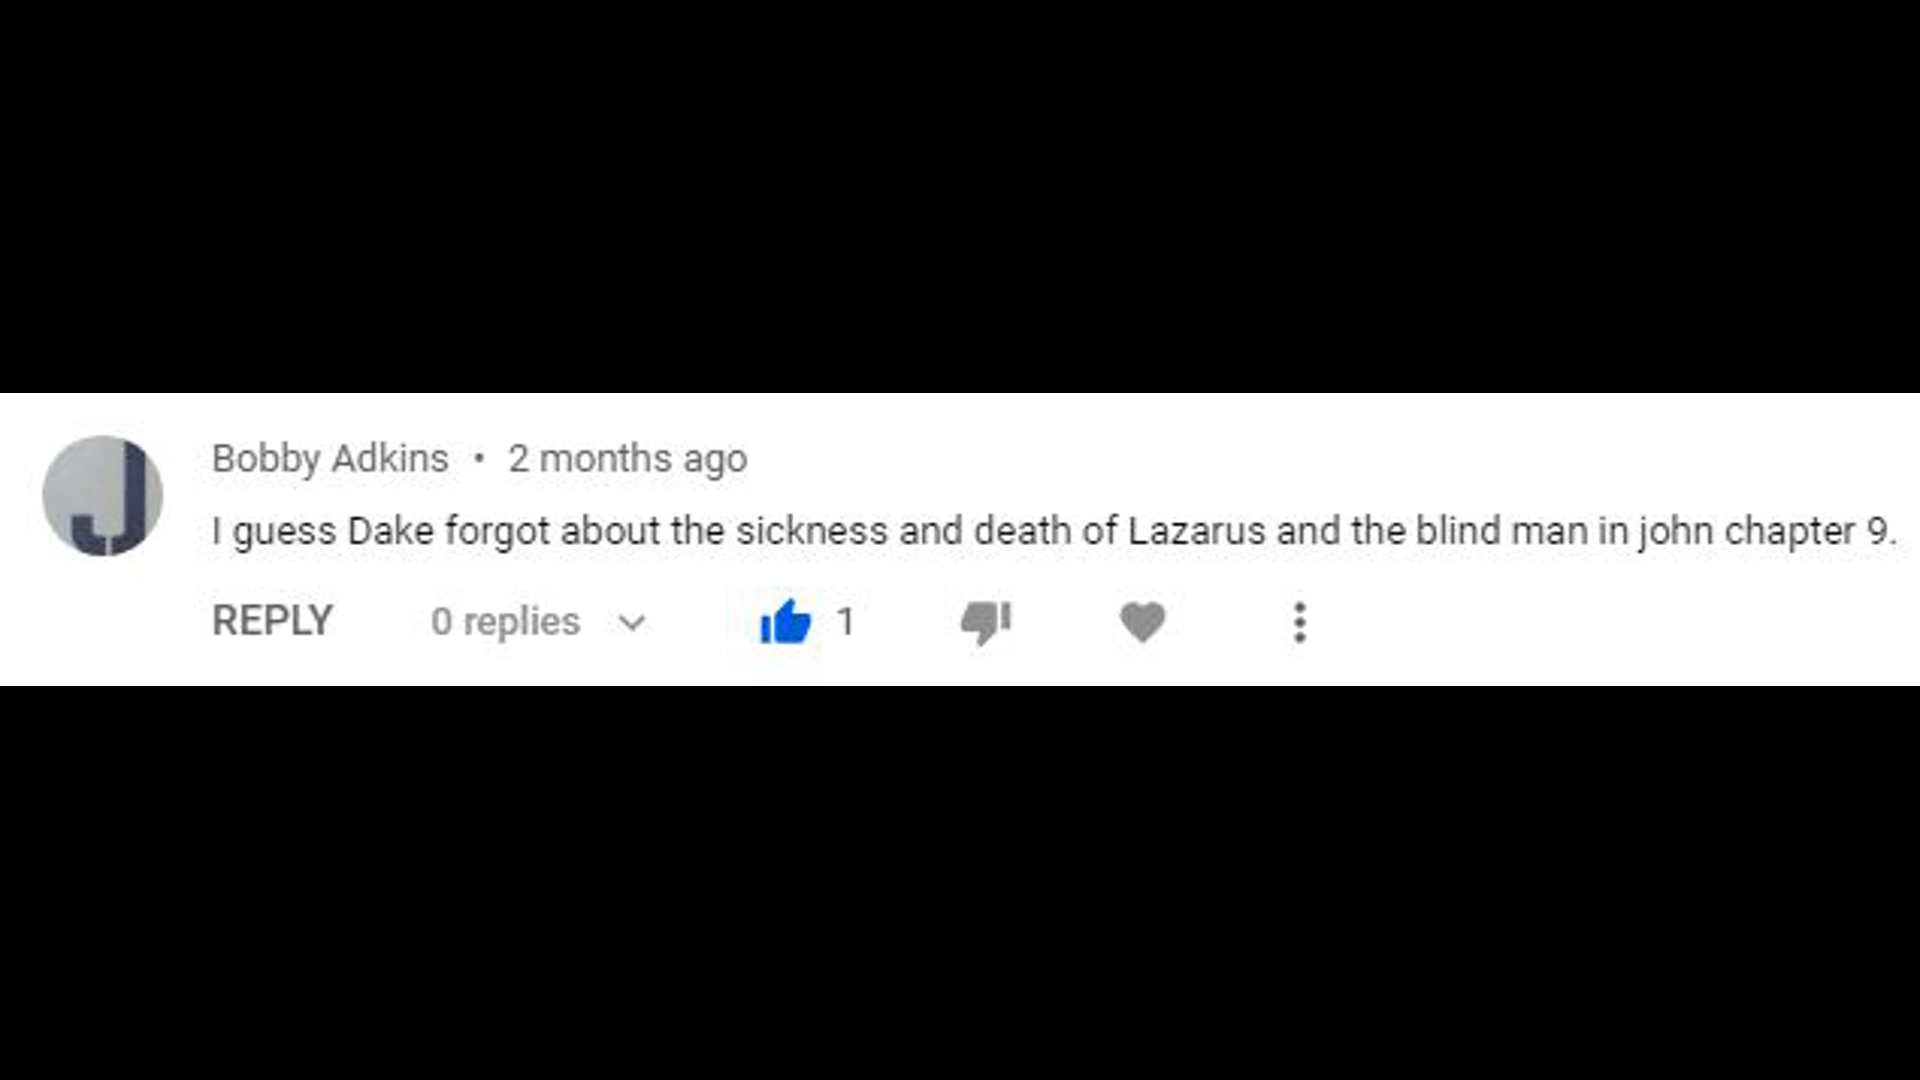 Bobby Adkins • 2 months ago
I guess Dake forgot about the sickness and death of Lazarus and the blind man in john chapter 9.
REPLY 0 replies 1